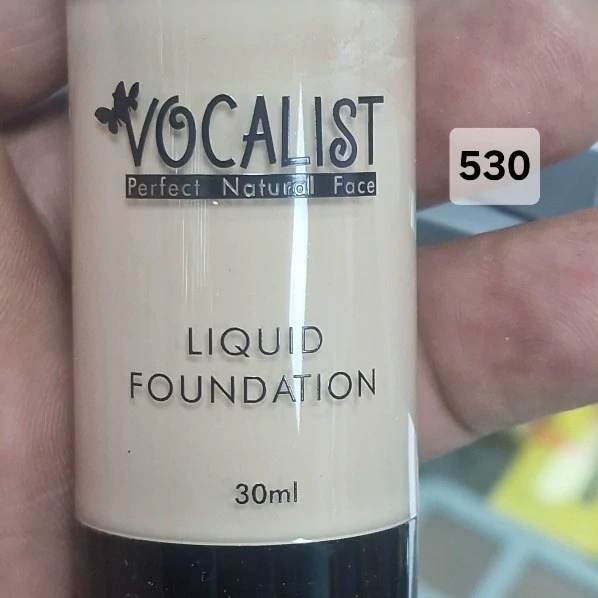 VOCALIST
Perfect Natural Face
530
LIQUID
FOUNDATION
30ml